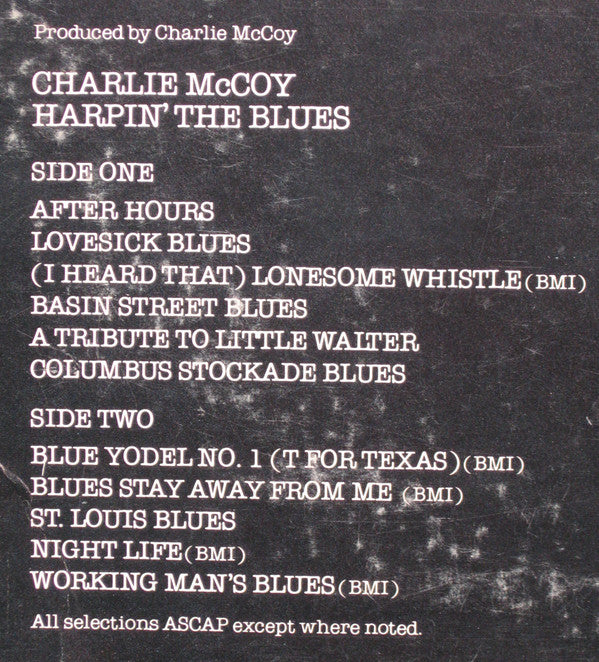 Produced by Charlie McCoy
CHARLIE McCOY
HARPIN' THE BLUES
SIDE ONE
AFTER HOURS
LOVESICK BLUES
(I HEARD THAT) LONESOME WHISTLE (BMI)
BASIN STREET BLUES
A TRIBUTE TO LITTLE WALTER
COLUMBUS STOCKADE BLUES
SIDE TWO
BLUE YODEL NO. 1 (T FOR TEXAS) (BMI)
BLUES STAY AWAY FROM ME (BMI)
ST. LOUIS BLUES
NIGHT LIFE (BMI)
WORKING MAN'S BLUES (BMI)
All selections ASCAP except where noted.